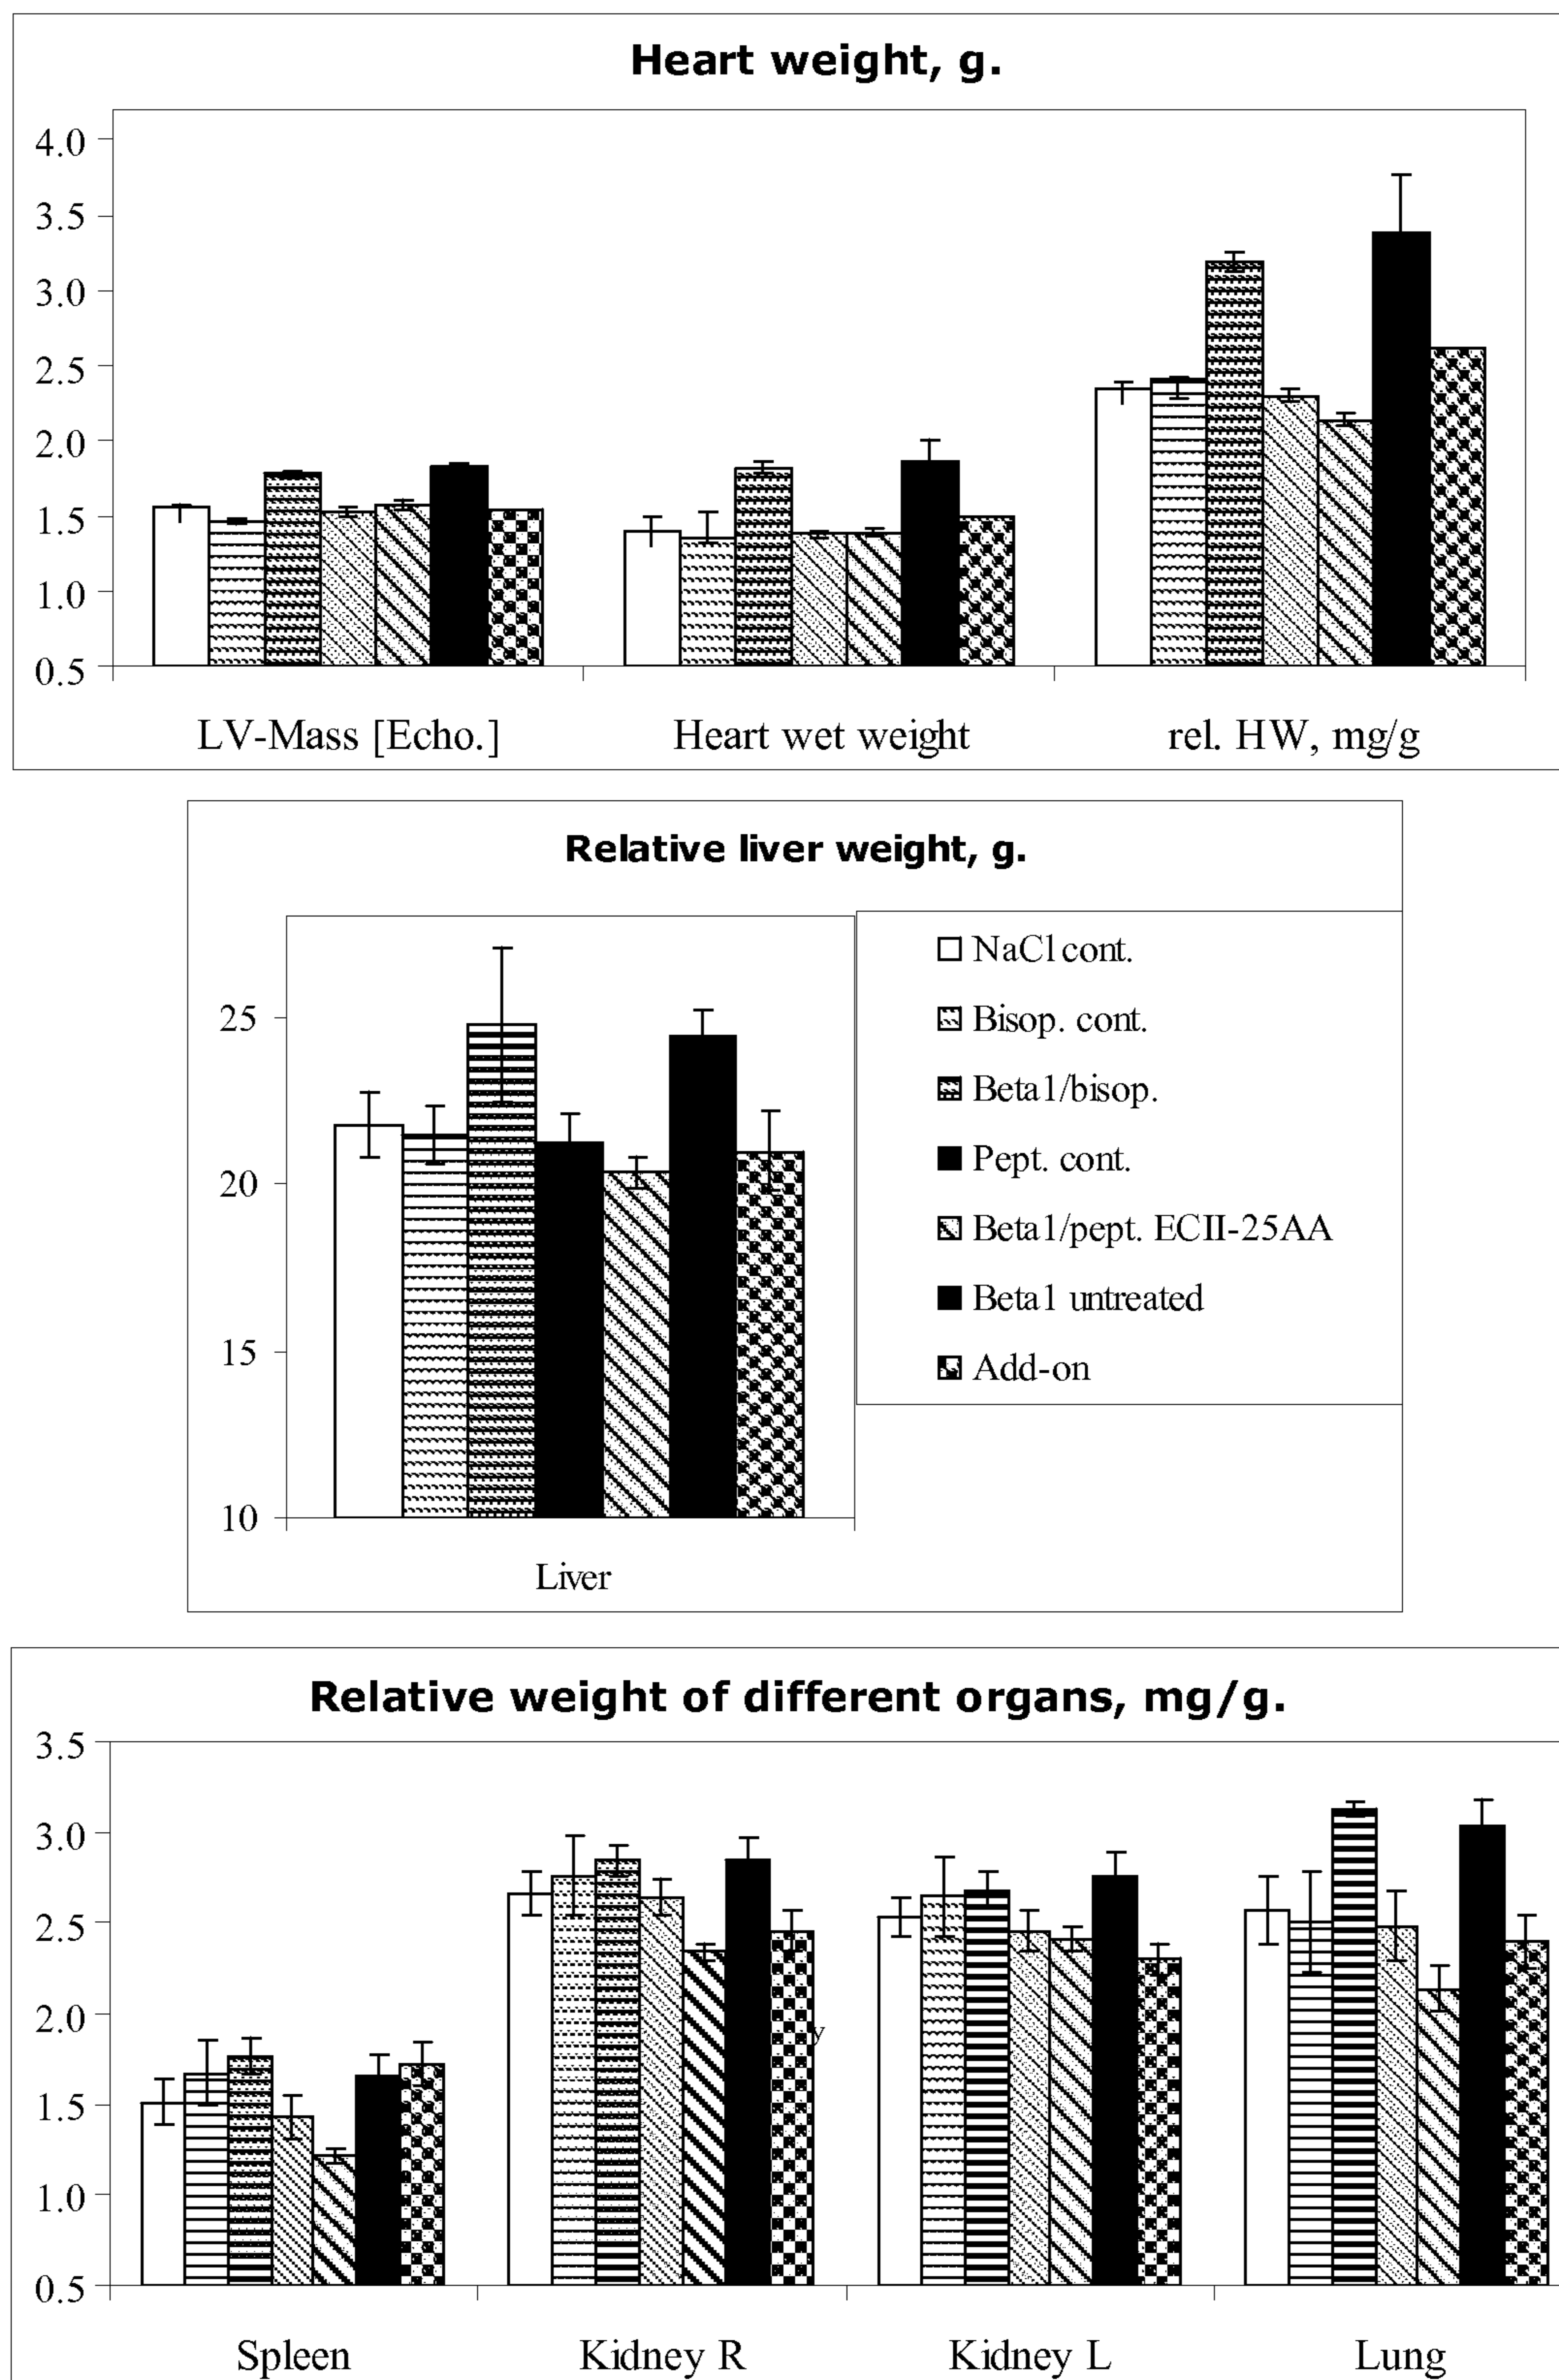 Heart weight, g.
4.0
3.5
3.0
2.5
2.0
1.5
1.0
0.5
LV-Mass [Echo.] Heart wet weight rel. HW, mg/g
Relative liver weight, g.
25
20
15
10
Liver
NaCl cont.
Bisop. cont.
Beta1/bisop.
Pept. cont.
Beta1/pept. ECII-25AA
Beta1 untreated
Add-on
Relative weight of different organs, mg/g.
3.5
3.0
2.5
2.0
y
1.5
1.0
0.5
Spleen Kidney R Kidney L Lung